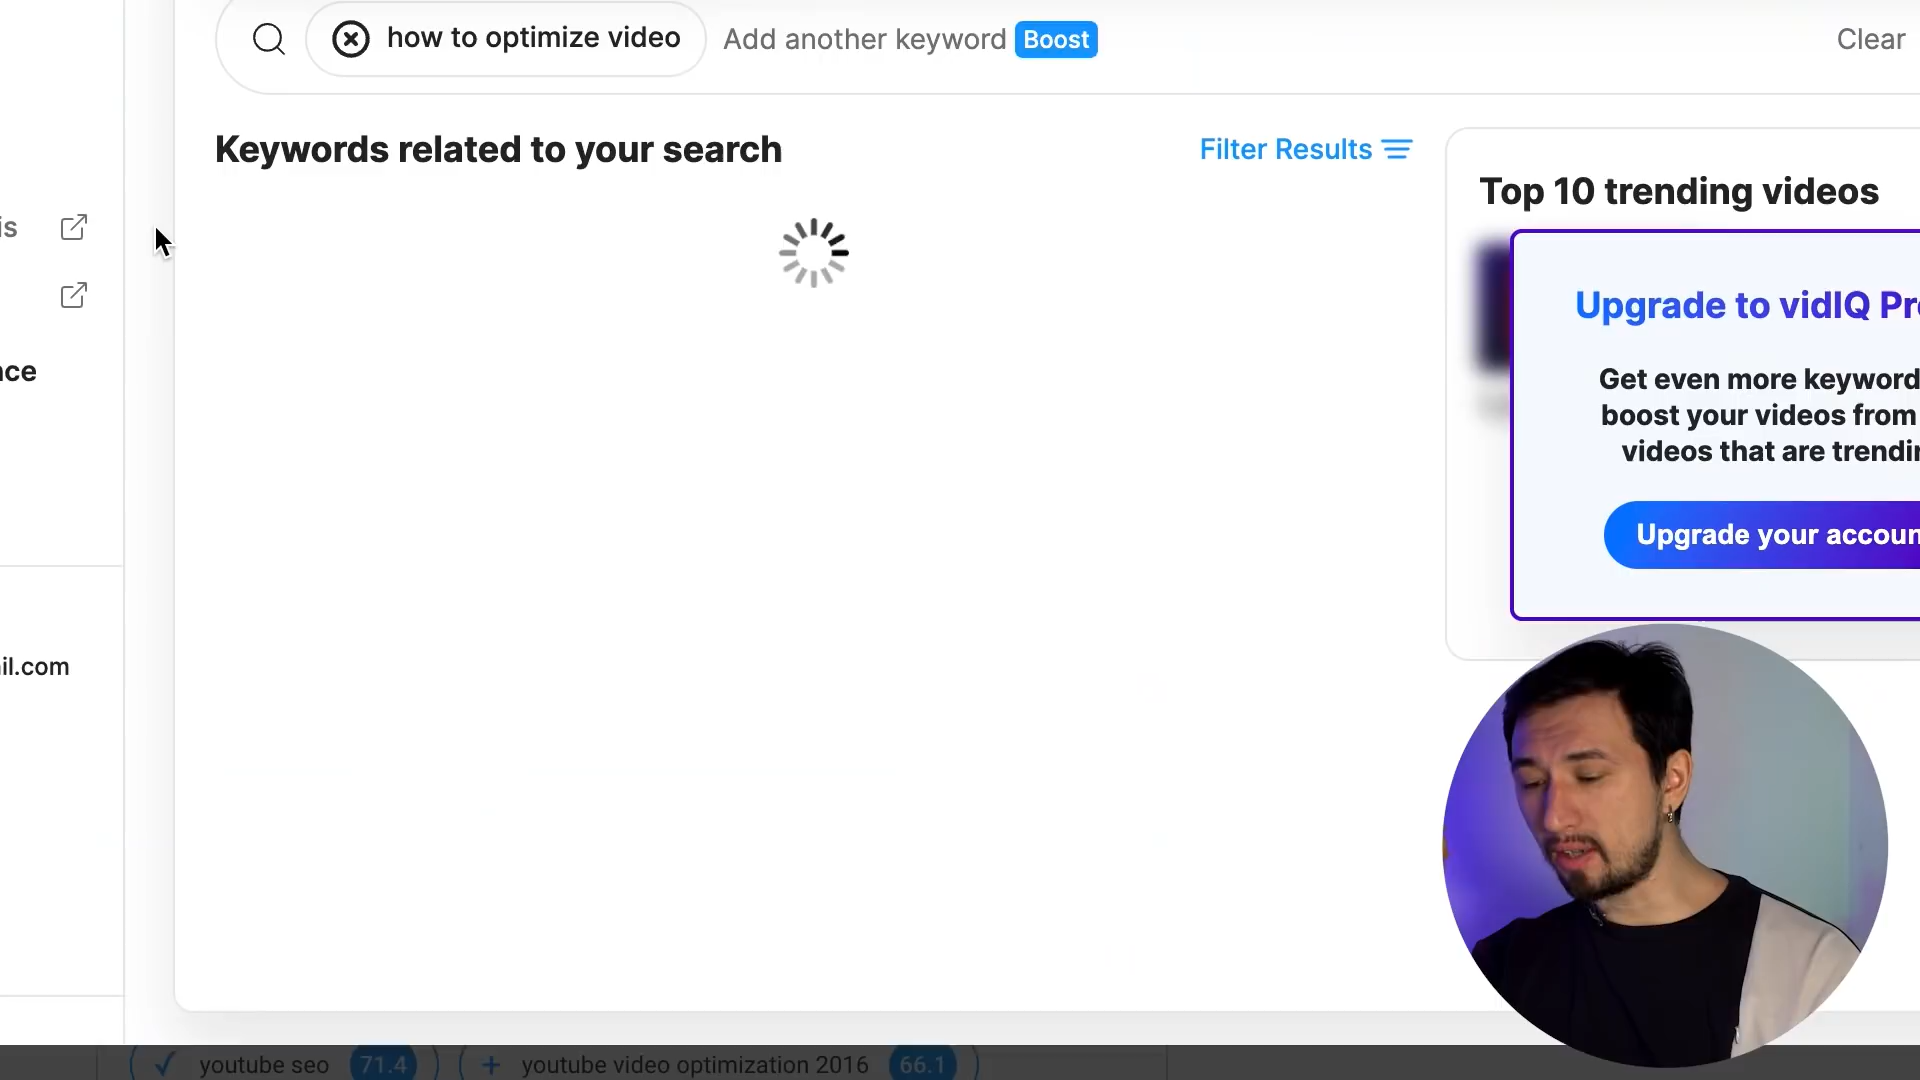 how to optimize video
Add another keyword
Boost
Clear
Keywords related to your search
Filter Results
Top 10 trending videos
is
Upgrade to vidIQ Pr
nce
Get even more keyword
boost your videos from
videos that are trendin
Upgrade your accoun
il.com
youtube seo 71.4
youtube video optimization 2016 66.1